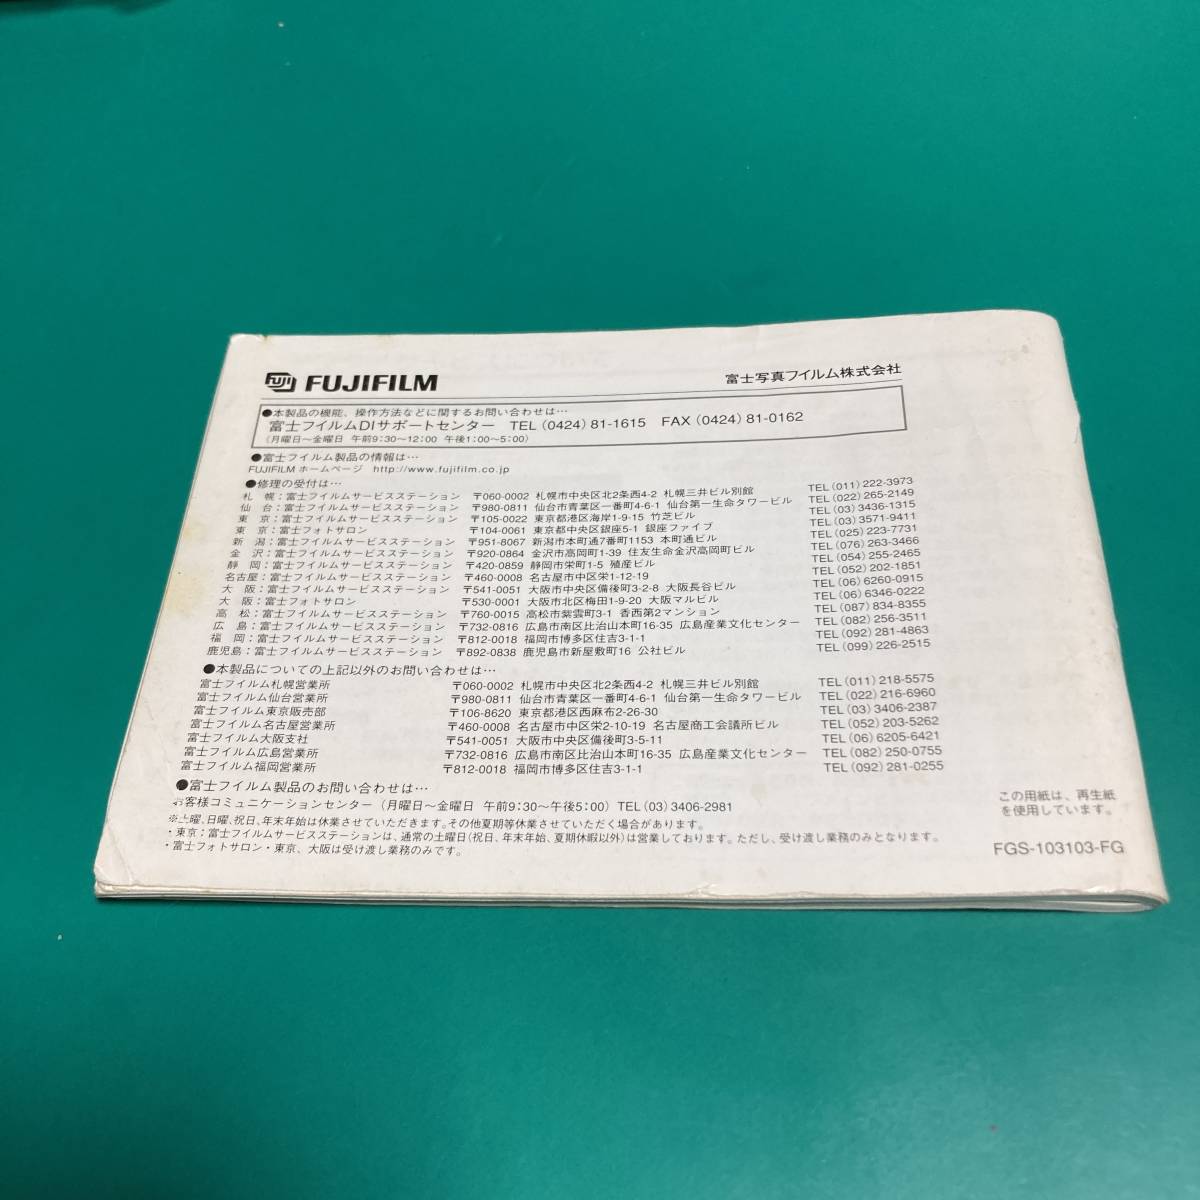 FUJI FUJIFILM 富士写真フイルム株式会社
●本製品の機能、操作方法などに関するお問い合わせは…
富士フイルムDIサポートセンター TEL (0424) 81-1615 FAX (0424) 81-0162
(月曜日〜金曜日 午前9:30〜12:00 午後1:00〜5:00)
●富士フイルム製品の情報は…
FUJIFILM ホームページ http://www.fujifilm.co.jp
●修理の受付は…
札 幌:富士フイルムサービスステーション 〒060-0002 札幌市中央区北2条西4-2 札幌三井ビル別館 TEL (011) 222-3973
仙 台:富士フイルムサービスステーション 〒980-0811 仙台市青葉区一番町4-6-1 仙台第一生命タワービル TEL (022) 265-2149
東 京:富士フイルムサービスステーション 〒105-0022 東京都港区海岸1-9-15 竹芝ビル TEL (03) 3436-1315
東 京:富士フォトサロン 〒104-0061 東京都中央区銀座5-1 銀座ファイブ TEL (03) 3571-9411
新 潟:富士フイルムサービスステーション 〒951-8067 新潟市本町通7番町1153 本町通ビル TEL (025) 223-7731
金 沢:富士フイルムサービスステーション 〒920-0864 金沢市高岡町1-39 住友生命金沢高岡町ビル TEL (076) 263-3466
静 岡:富士フイルムサービスステーション 〒420-0859 静岡市栄町1-5 殖産ビル TEL (054) 255-2465
名古屋:富士フイルムサービスステーション 〒460-0008 名古屋市中区栄1-12-19 TEL (052) 202-1851
大 阪:富士フイルムサービスステーション 〒541-0051 大阪市中央区備後町3-2-8 大阪長谷ビル TEL (06) 6260-0915
大 阪:富士フォトサロン 〒530-0001 大阪市北区梅田1-9-20 大阪マルビル TEL (06) 6346-0222
高 松:富士フイルムサービスステーション 〒760-0015 高松市紫雲町3-1 香西第2マンション TEL (087) 834-8355
広 島:富士フイルムサービスステーション 〒732-0816 広島市南区比治山本町16-35 広島産業文化センター TEL (082) 256-3511
福 岡:富士フイルムサービスステーション 〒812-0018 福岡市博多区住吉3-1-1 TEL (092) 281-4863
鹿児島:富士フイルムサービスステーション 〒892-0838 鹿児島市新屋敷町16 公社ビル TEL (099) 226-2515
●本製品についての上記以外のお問い合わせは…
富士フイルム札幌営業所 〒060-0002 札幌市中央区北2条西4-2 札幌三井ビル別館 TEL (011) 218-5575
富士フイルム仙台営業所 〒980-0811 仙台市青葉区一番町4-6-1 仙台第一生命タワービル TEL (022) 216-6960
富士フイルム東京販売部 〒106-8620 東京都港区西麻布2-26-30 TEL (03) 3406-2387
富士フイルム名古屋営業所 〒460-0008 名古屋市中区栄2-10-19 名古屋商工会議所ビル TEL (052) 203-5262
富士フイルム大阪支社 〒541-0051 大阪市中央区備後町3-5-11 TEL (06) 6205-6421
富士フイルム広島営業所 〒732-0816 広島市南区比治山本町16-35 広島産業文化センター TEL (082) 250-0755
富士フイルム福岡営業所 〒812-0018 福岡市博多区住吉3-1-1 TEL (092) 281-0255
●富士フイルム製品のお問い合わせは…
お客様コミュニケーションセンター (月曜日〜金曜日 午前9:30〜午後5:00) TEL (03) 3406-2981
※土曜、日曜、祝日、年末年始は休業させていただきます。その他夏期等休業させていただく場合があります。
・東京:富士フイルムサービスステーションは、通常の土曜日(祝日、年末年始、夏期休暇以外)は営業しております。ただし、受け渡し業務のみとなります。
・富士フォトサロン・東京、大阪は受け渡し業務のみです。
この用紙は、再生紙
を使用しています。
FGS-103103-FG